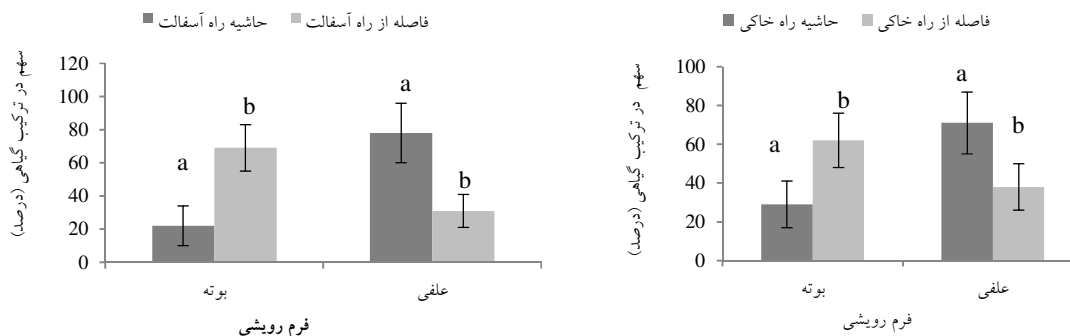 حاشیه راه آسفالت فاصله از راه آسفالت
سهم در ترکیب گیاهی (درصد)
120
100
80
60
40
20
0
a
b
a
b
بوته علفی
فرم رویشی
حاشیه راه خاکی فاصله از راه خاکی
سهم در ترکیب گیاهی (درصد)
100
80
60
40
20
0
a
b
a
b
بوته علفی
فرم رویشی